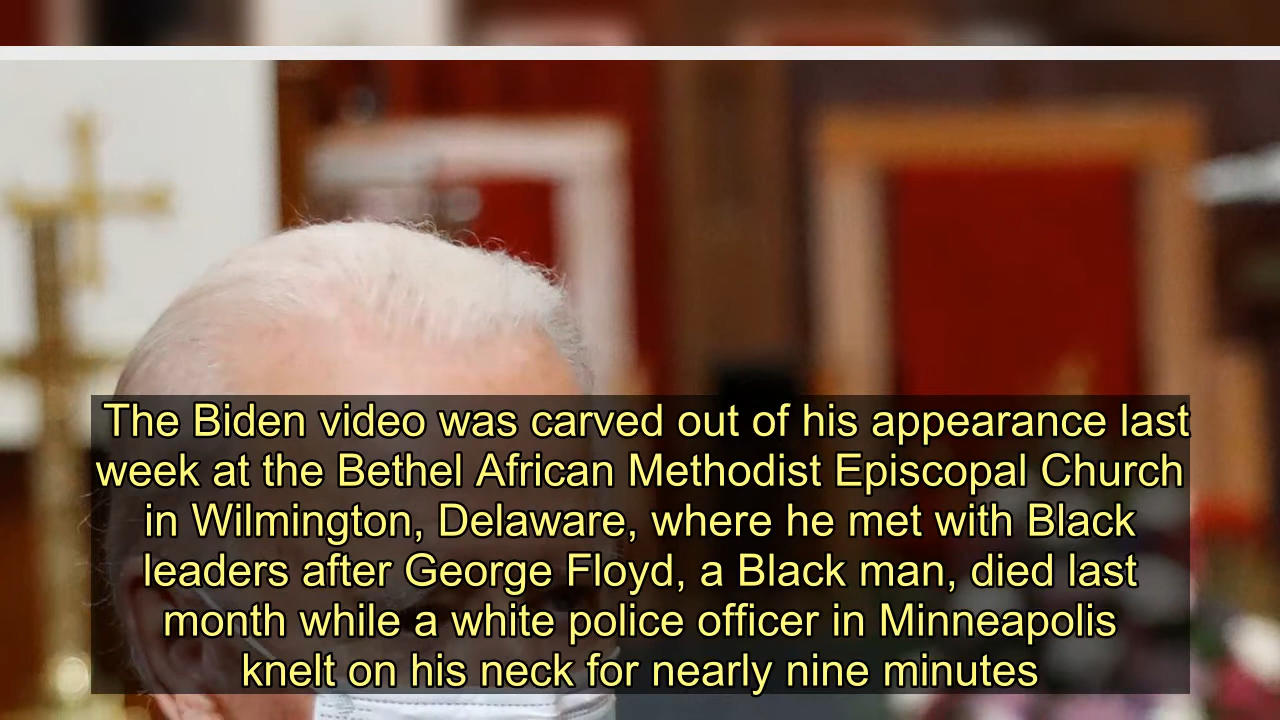 The Biden video was carved out of his appearance last
week at the Bethel African Methodist Episcopal Church
in Wilmington, Delaware, where he met with Black
leaders after George Floyd, a Black man, died last
month while a white police officer in Minneapolis
knelt on his neck for nearly nine minutes